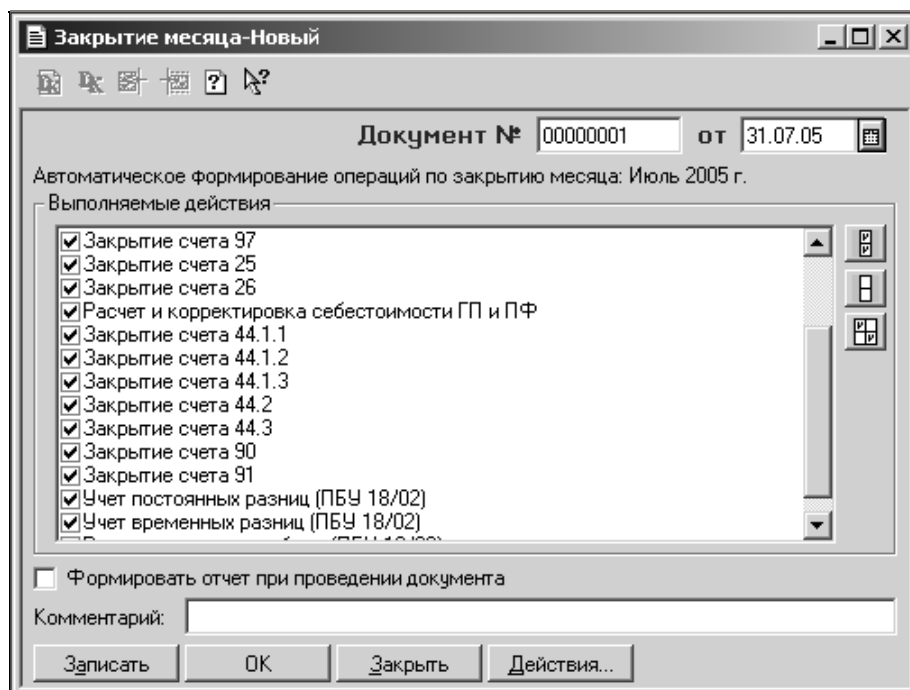 Закрытие месяца-Новый
Документ № 00000001 от 31.07.05
Автоматическое формирование операций по закрытию месяца: Июль 2005 г.
Выполняемые действия
Закрытие счета 97
Закрытие счета 25
Закрытие счета 26
Расчет и корректировка себестоимости ГП и ПФ
Закрытие счета 44.1.1
Закрытие счета 44.1.2
Закрытие счета 44.1.3
Закрытие счета 44.2
Закрытие счета 44.3
Закрытие счета 90
Закрытие счета 91
Учет постоянных разниц (ПБУ 18/02)
Учет временных разниц (ПБУ 18/02)
Формировать отчет при проведении документа
Комментарий:
Записать OK Закрыть Действия...